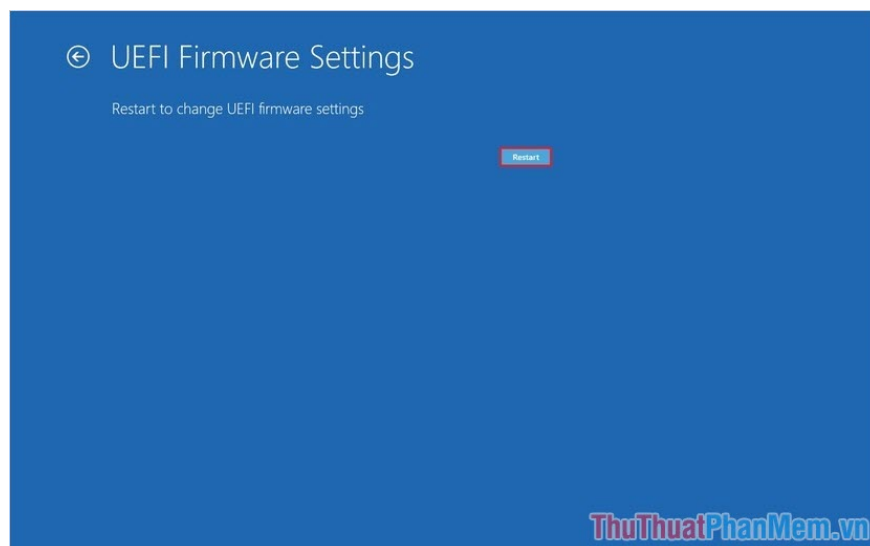 UEFI Firmware Settings
Restart to change UEFI firmware settings
Restart
ThuThuatPhanMem.vn